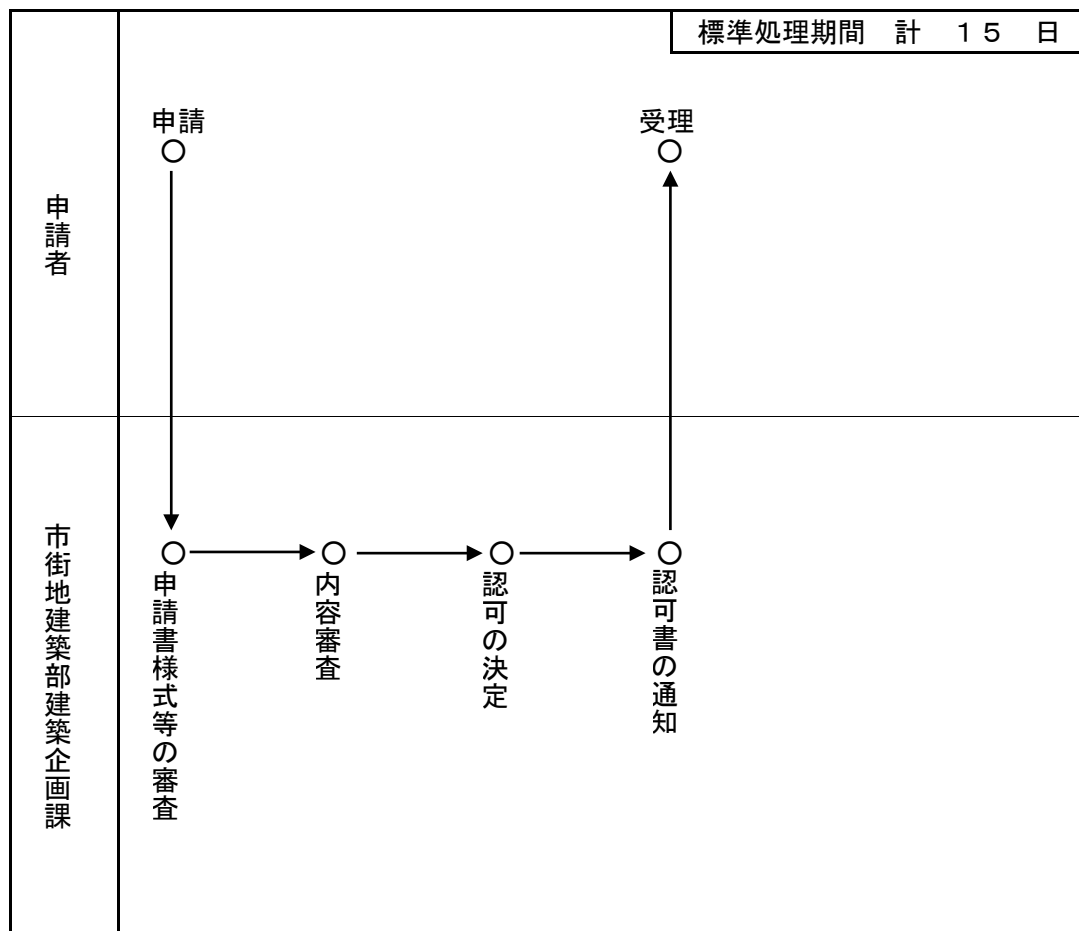 標準処理期間　計　１５　日
申請
受理
申請者
市街地建築部建築企画課
申請書様式等の審査
内容審査
認可の決定
認可書の通知